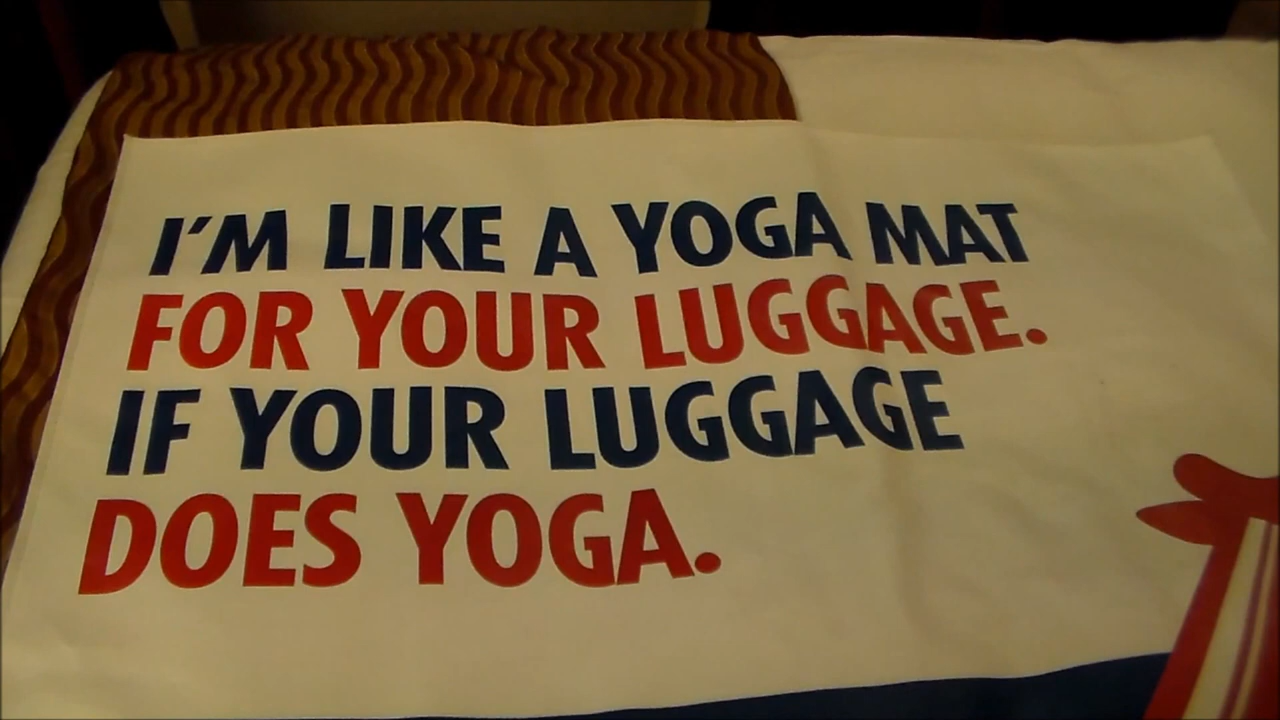 I'M LIKE A YOGA MAT
FOR YOUR LUGGAGE.
IF YOUR LUGGAGE
DOES YOGA.